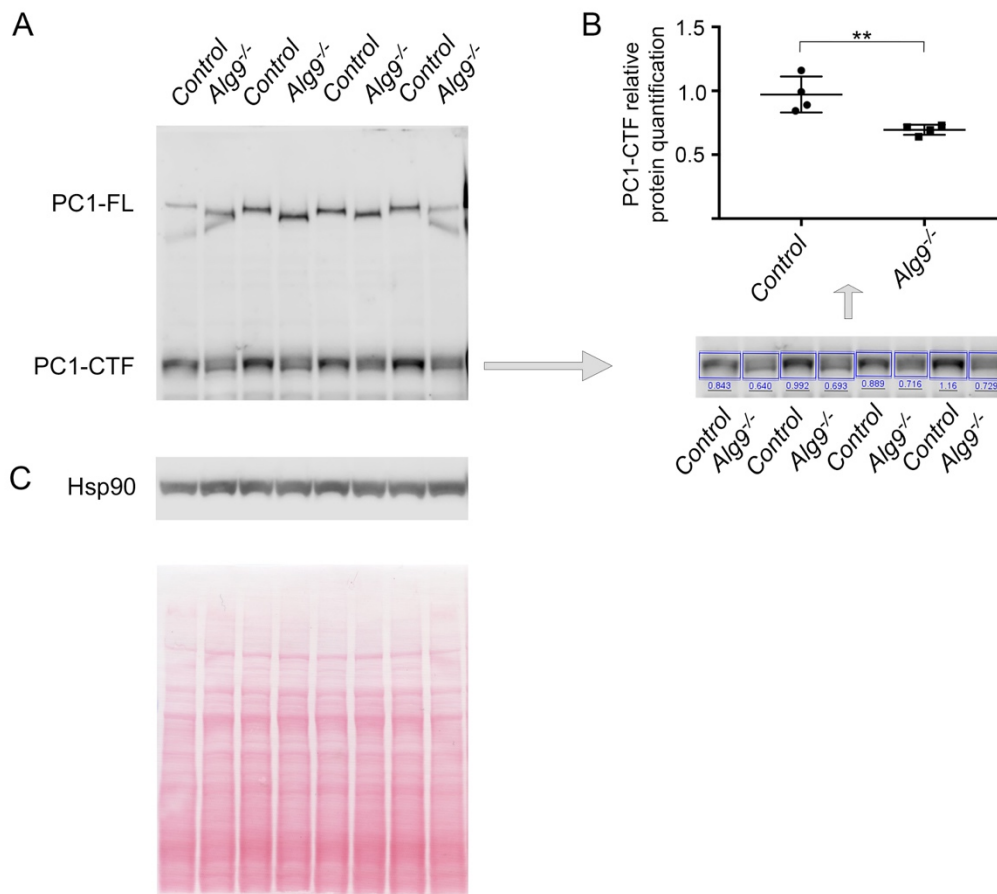 A
Control Alg9-/- Control Alg9-/- Control Alg9-/- Control Alg9-/-
PC1-FL
PC1-CTF
B
PC1-CTF relative
protein quantification
1.5
**
1.0
0.5
Control Alg9-/-
0.843 0.640 0.992 0.693 0.889 0.716 1.16 0.729
Control Alg9-/- Control Alg9-/- Control Alg9-/- Control Alg9-/-
C
Hsp90